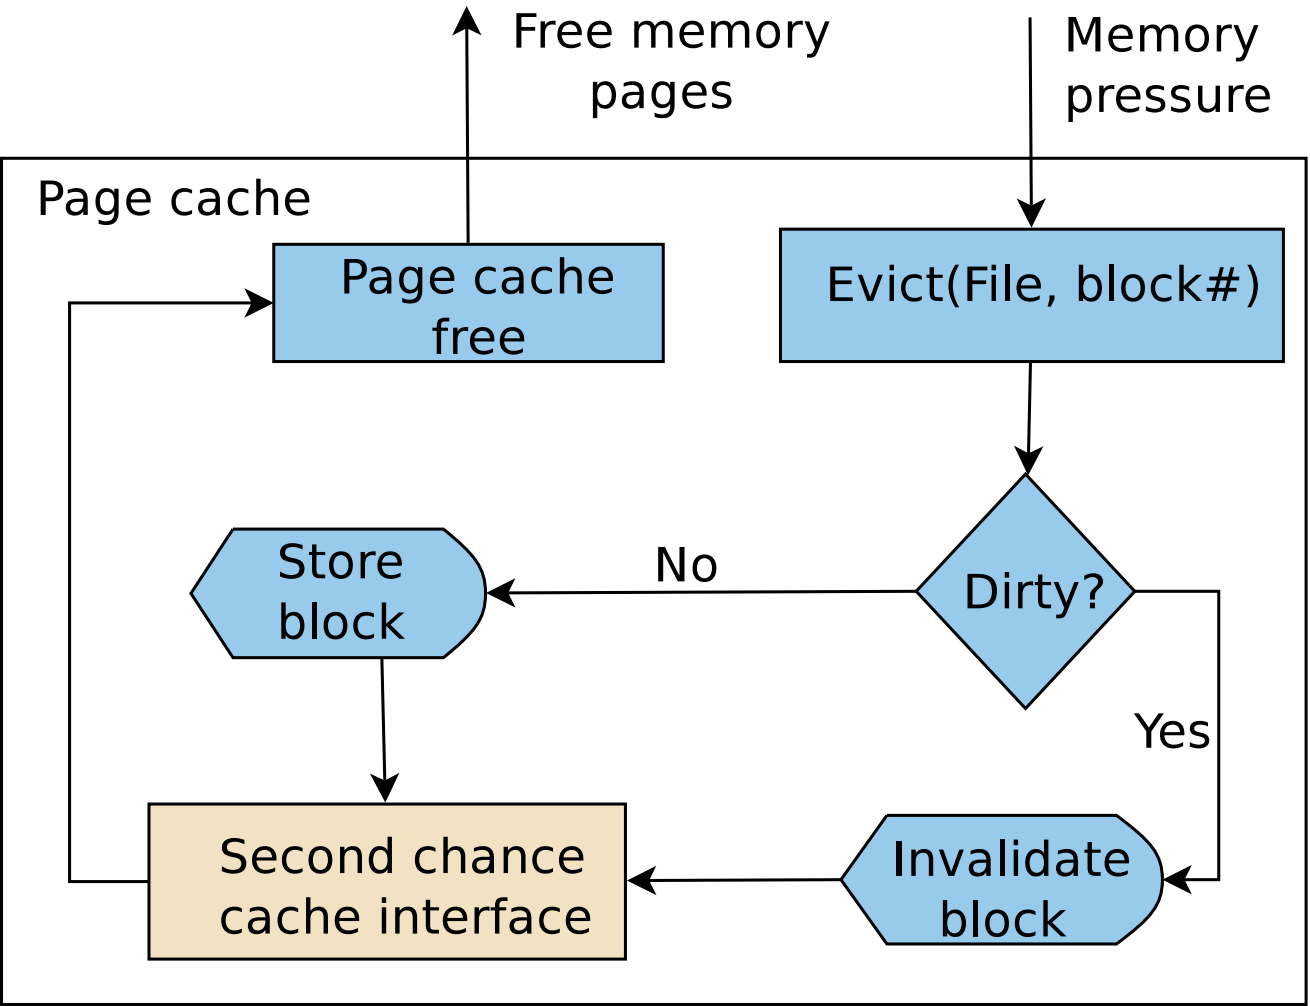 Free memory
pages
Memory
pressure
Page cache
Page cache
free
Evict(File, block#)
Store
block
No
Dirty?
Yes
Second chance
cache interface
Invalidate
block